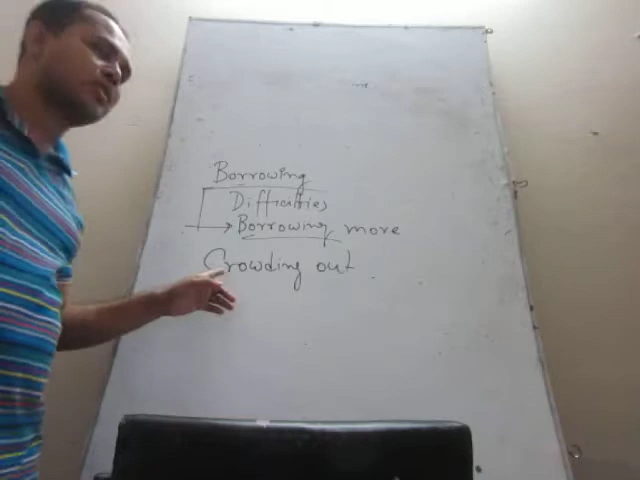 Borrowing
Difficulties
Borrowing more
Crowding out